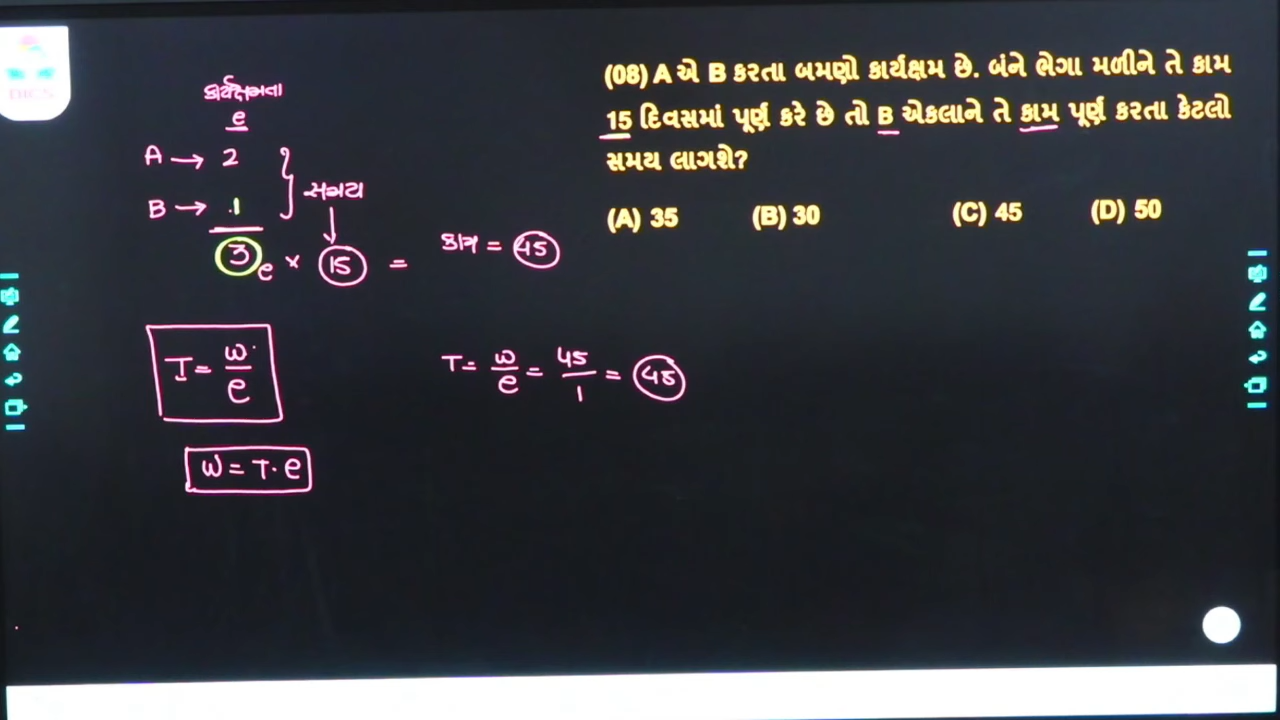 (08) A એ B કરતા બમણો કાર્યક્ષમ છે. બંને ભેગા મળીને તે કામ
15 દિવસમાં પૂર્ણ કરે છે તો B એકલાને તે કામ પૂર્ણ કરતા કેટલો
સમય લાગશે?
(A) 35 (B) 30 (C) 45 (D) 50
કાર્યક્ષમતા
e
A → 2
B → 1
સમય
3 e × 15 = કામ = 45
T = w/e
T = w/e = 45/1 = 45
W = T · e